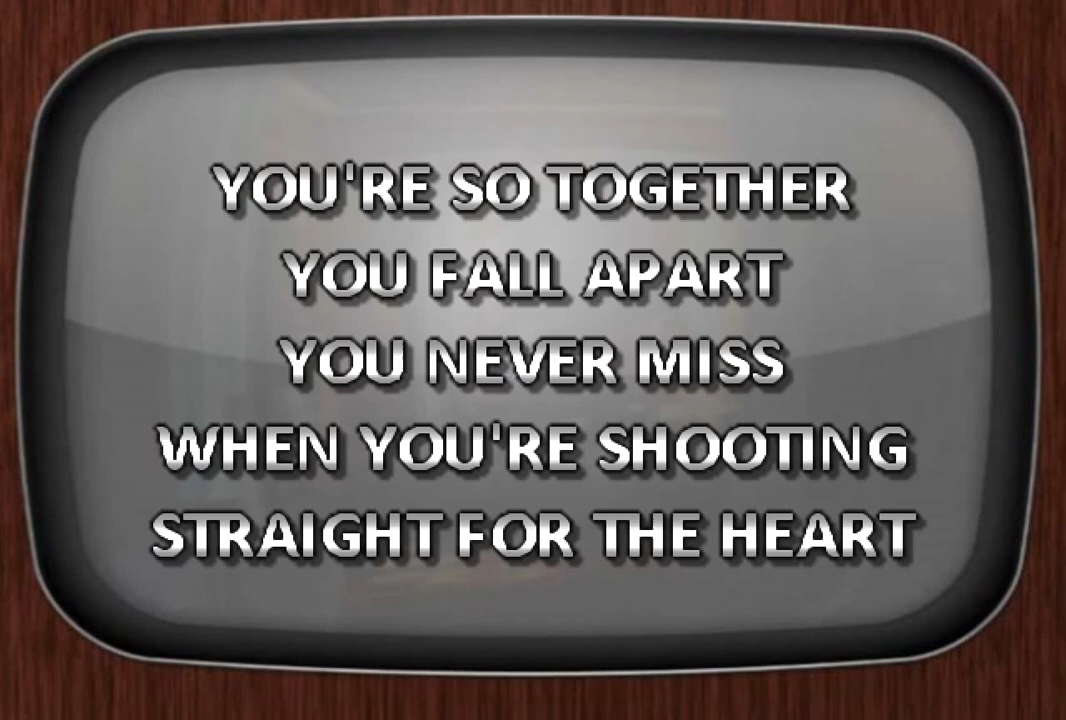 YOU'RE SO TOGETHER
YOU FALL APART
YOU NEVER MISS
WHEN YOU'RE SHOOTING
STRAIGHT FOR THE HEART